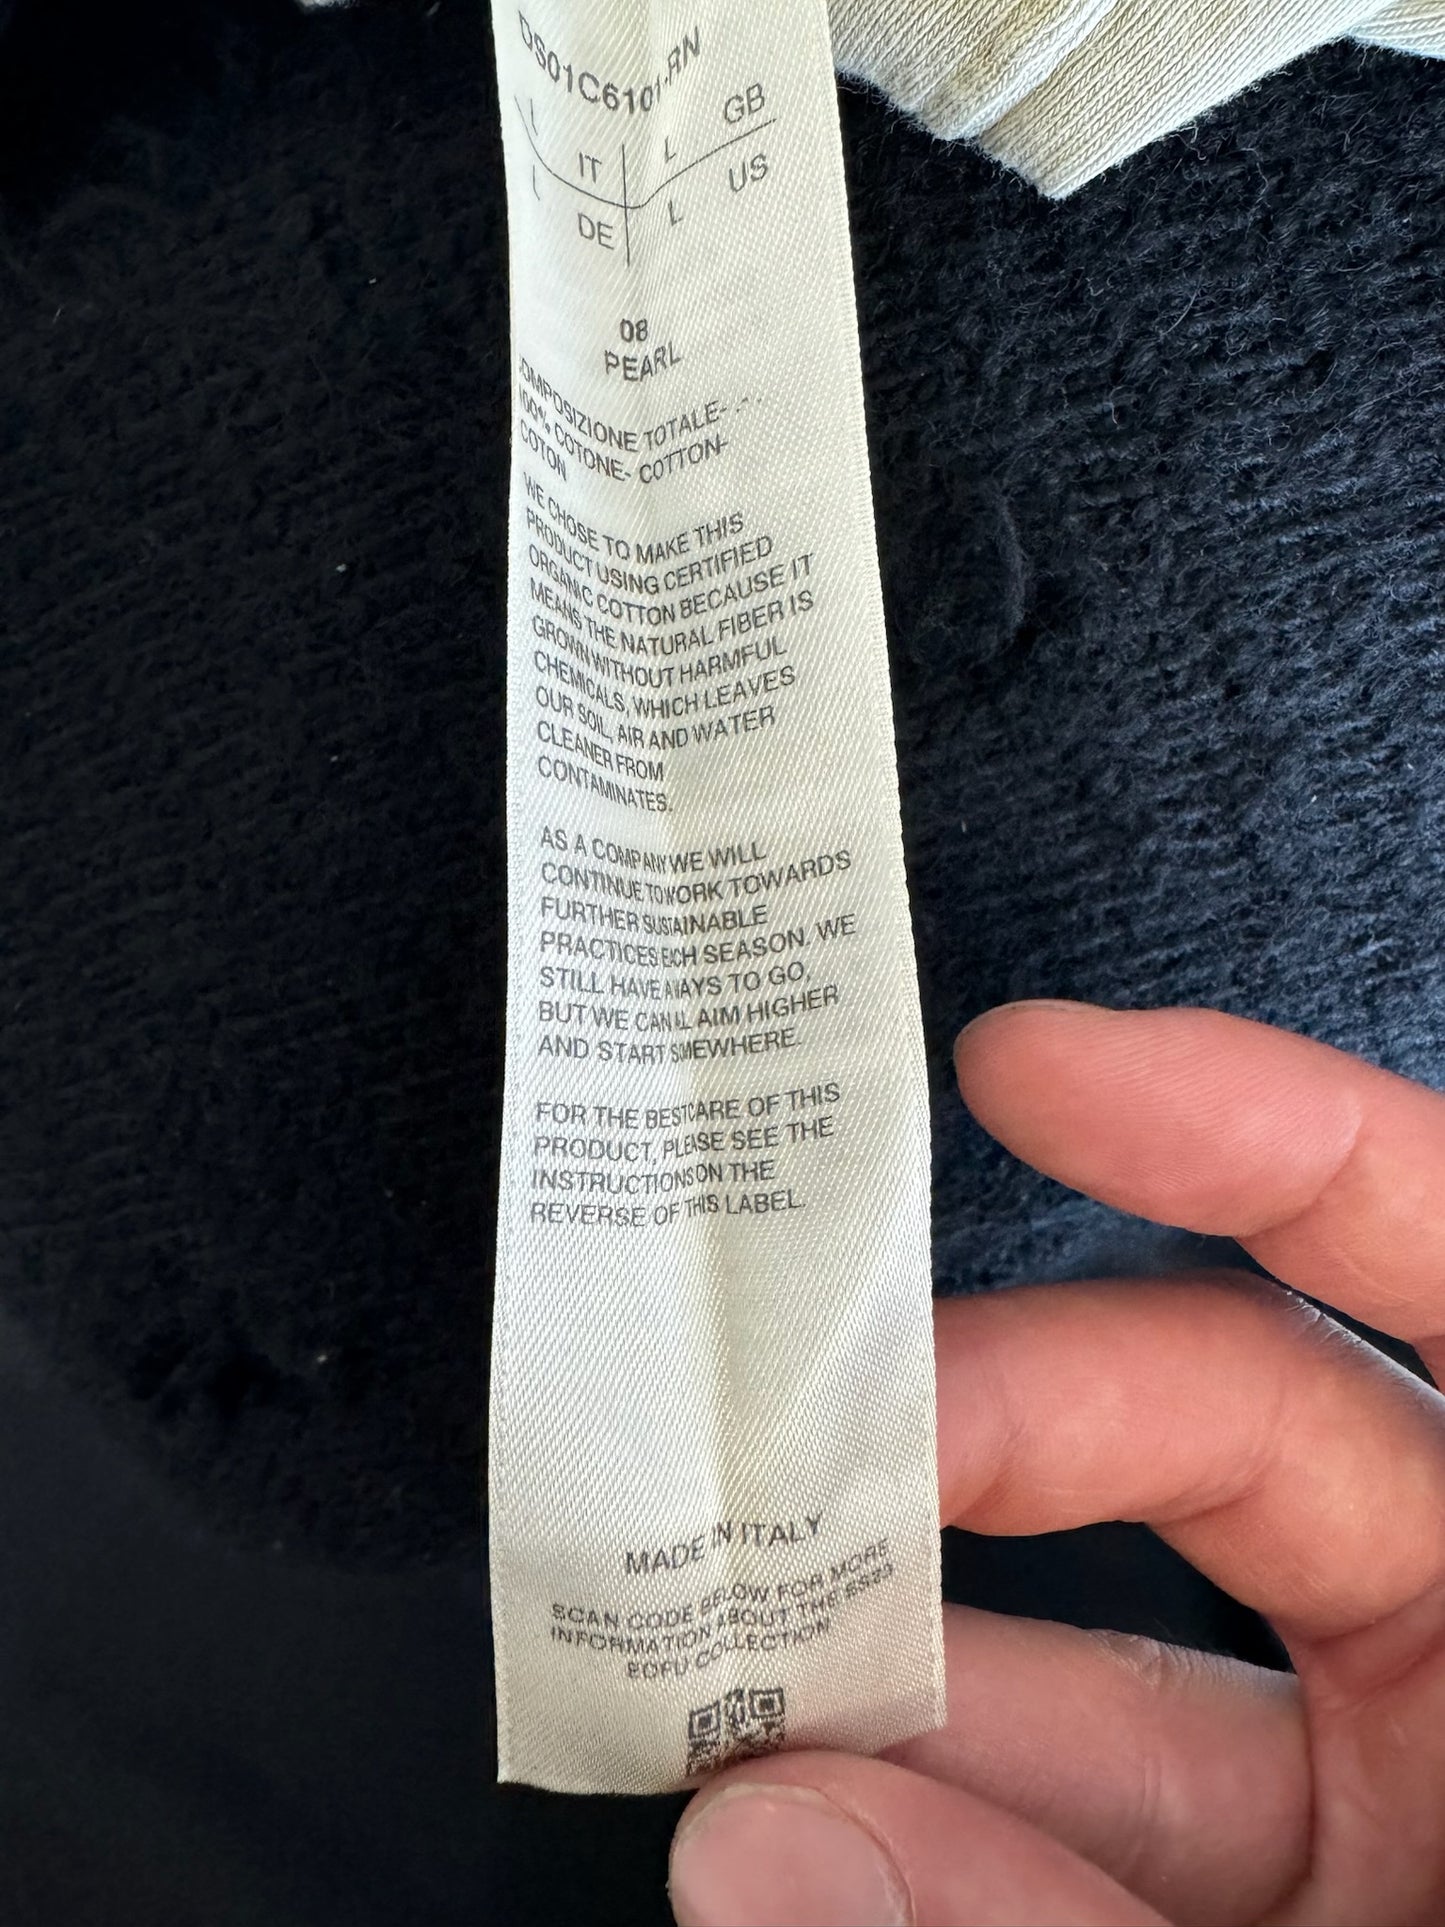 DS01C6101.RN
L IT L GB
L DE L US
08
PEARL
COMPOSIZIONE TOTALE-
100% COTONE- COTTON-
COTON
WE CHOSE TO MAKE THIS
PRODUCT USING CERTIFIED
ORGANIC COTTON BECAUSE IT
MEANS THE NATURAL FIBER IS
GROWN WITHOUT HARMFUL
CHEMICALS, WHICH LEAVES
OUR SOIL, AIR AND WATER
CLEANER FROM
CONTAMINATES.
AS A COMPANY WE WILL
CONTINUE TO WORK TOWARDS
FURTHER SUSTAINABLE
PRACTICES EACH SEASON. WE
STILL HAVE A WAYS TO GO,
BUT WE CAN ALL AIM HIGHER
AND START SOMEWHERE.
FOR THE BEST CARE OF THIS
PRODUCT, PLEASE SEE THE
INSTRUCTIONS ON THE
REVERSE OF THIS LABEL.
MADE IN ITALY
SCAN CODE BELOW FOR MORE
INFORMATION ABOUT THE SS23
COLLECTION